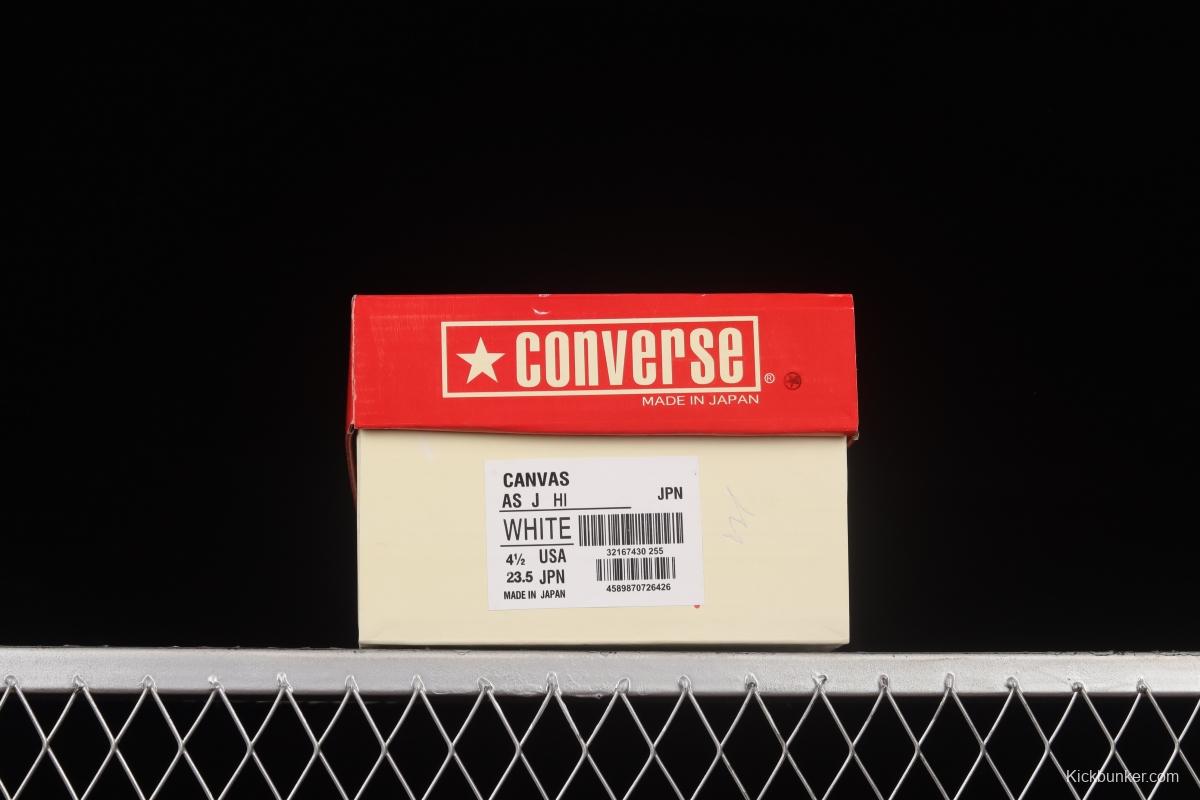 ★ converse®
MADE IN JAPAN
CANVAS
AS J HI JPN
WHITE
32167430 255
4½ USA
23.5 JPN
4589870726426
MADE IN JAPAN
Kickbunker.com